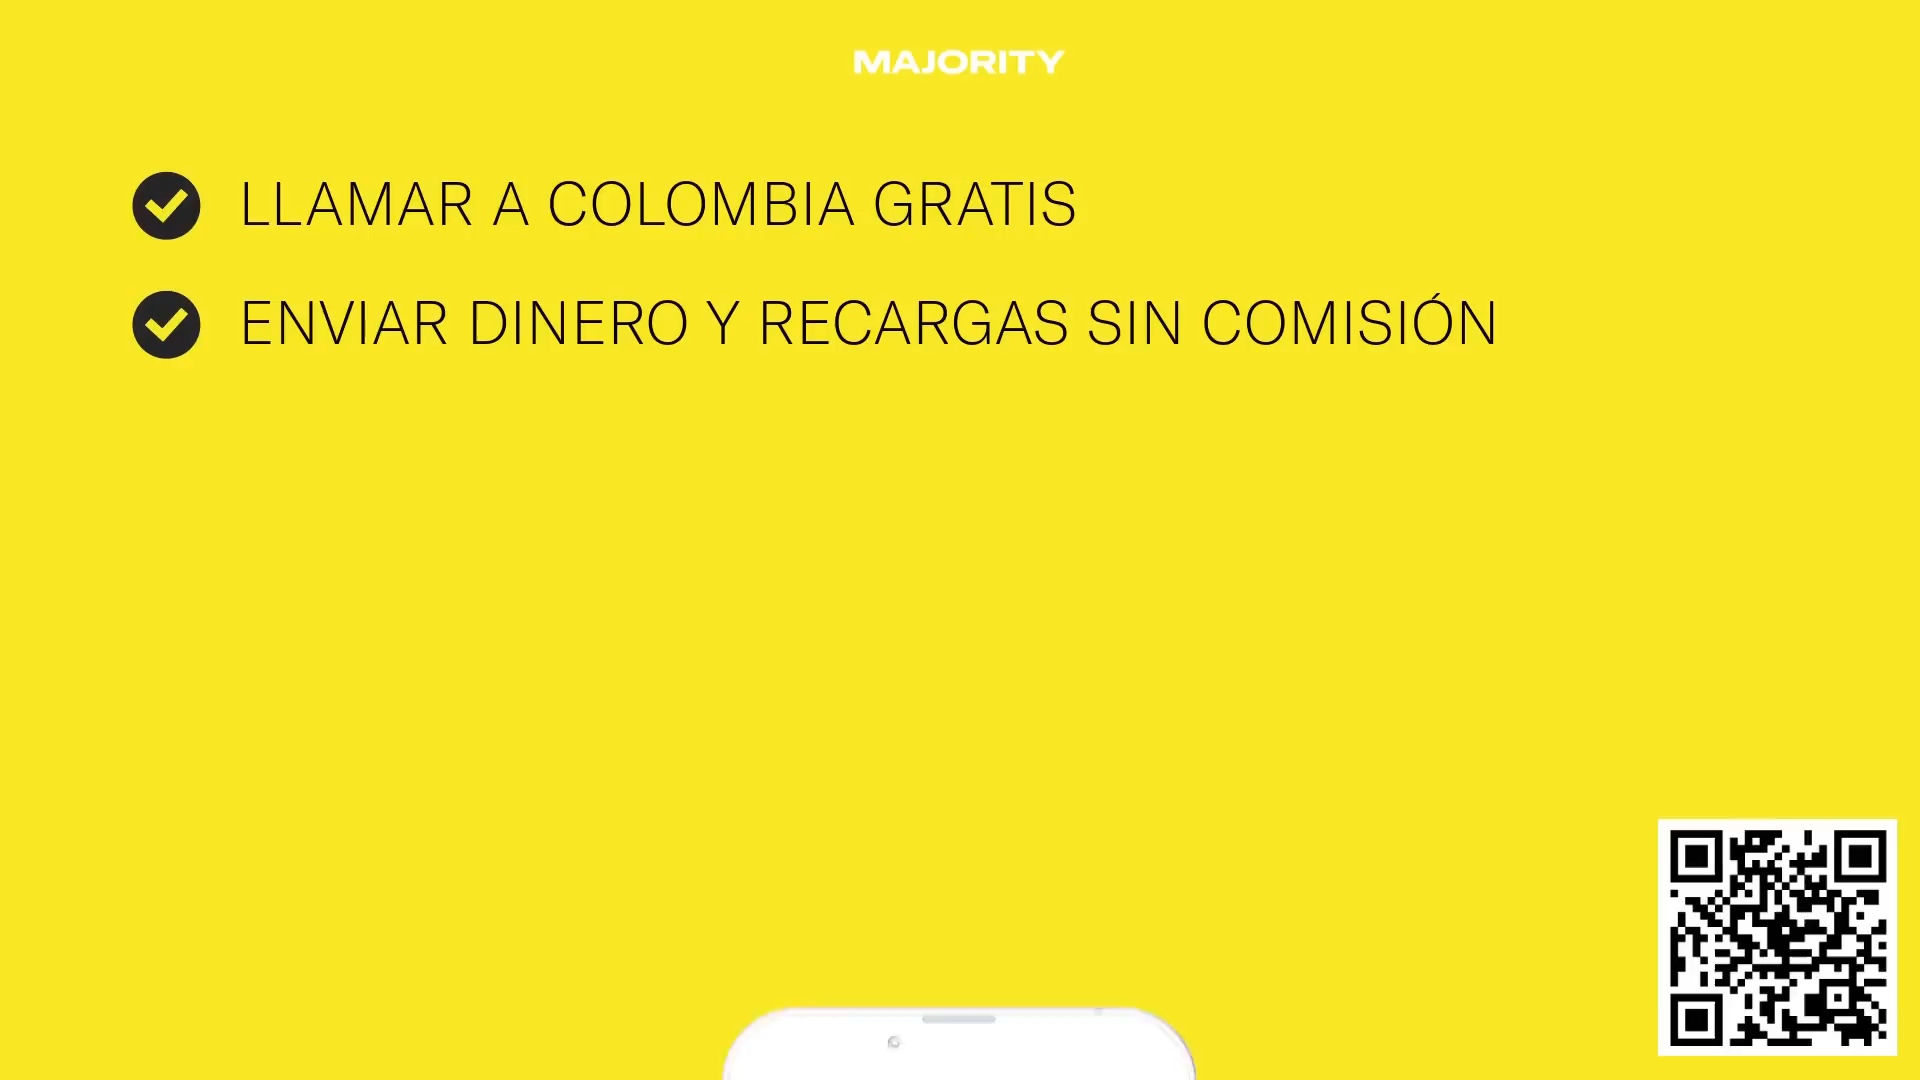 MAJORITY
LLAMAR A COLOMBIA GRATIS
ENVIAR DINERO Y RECARGAS SIN COMISIÓN